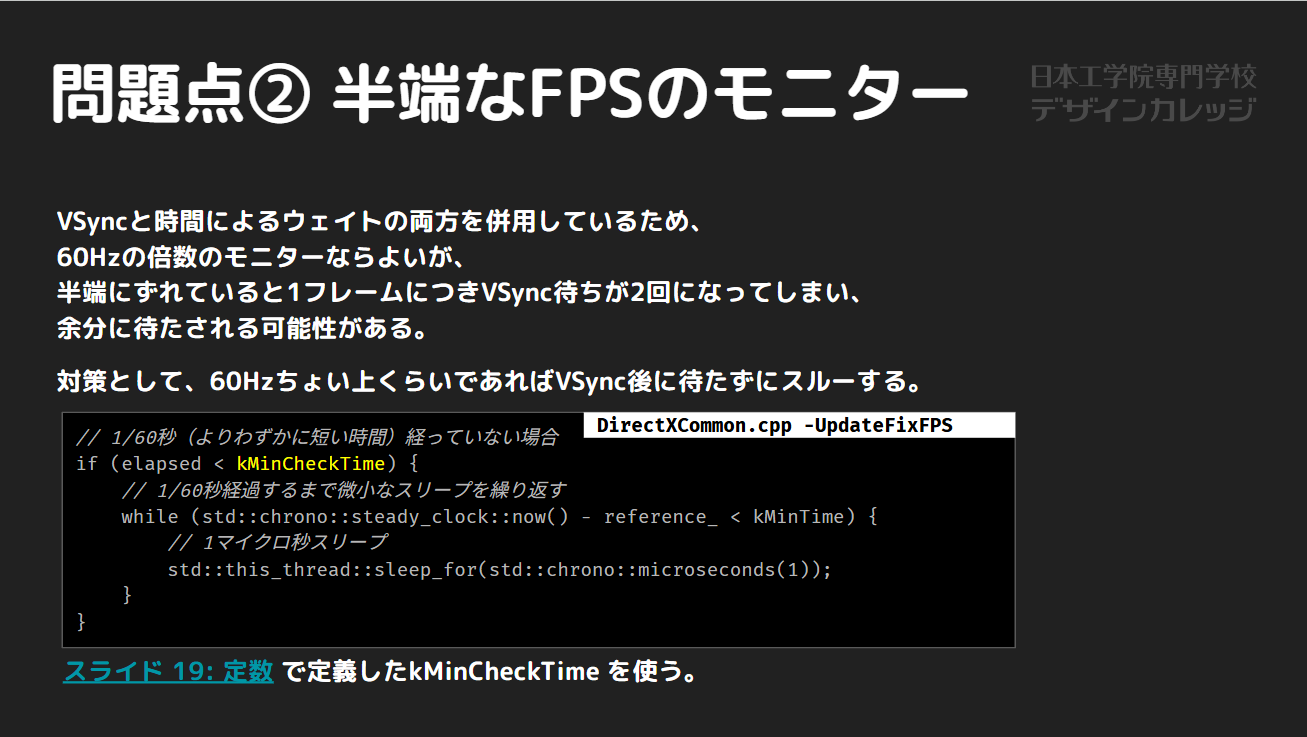 問題点② 半端なFPSのモニター
日本工学院専門学校
デザインカレッジ
VSyncと時間によるウェイトの両方を併用しているため、
60Hzの倍数のモニターならよいが、
半端にずれていると1フレームにつきVSync待ちが2回になってしまい、
余分に待たされる可能性がある。
対策として、60Hzちょい上くらいであればVSync後に待たずにスルーする。
DirectXCommon.cpp -UpdateFixFPS
// 1/60秒（よりわずかに短い時間）経っていない場合
if (elapsed < kMinCheckTime) {
// 1/60秒経過するまで微小なスリープを繰り返す
while (std::chrono::steady_clock::now() - reference_ < kMinTime) {
// 1マイクロ秒スリープ
std::this_thread::sleep_for(std::chrono::microseconds(1));
}
}
スライド 19: 定数 で定義したkMinCheckTime を使う。